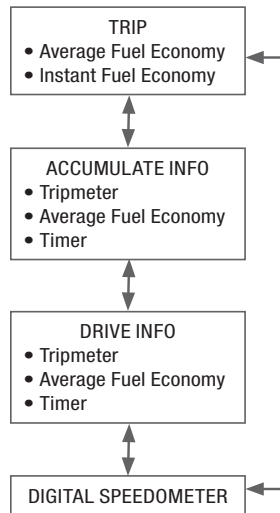 TRIP
• Average Fuel Economy
• Instant Fuel Economy
ACCUMULATE INFO
• Tripmeter
• Average Fuel Economy
• Timer
DRIVE INFO
• Tripmeter
• Average Fuel Economy
• Timer
DIGITAL SPEEDOMETER